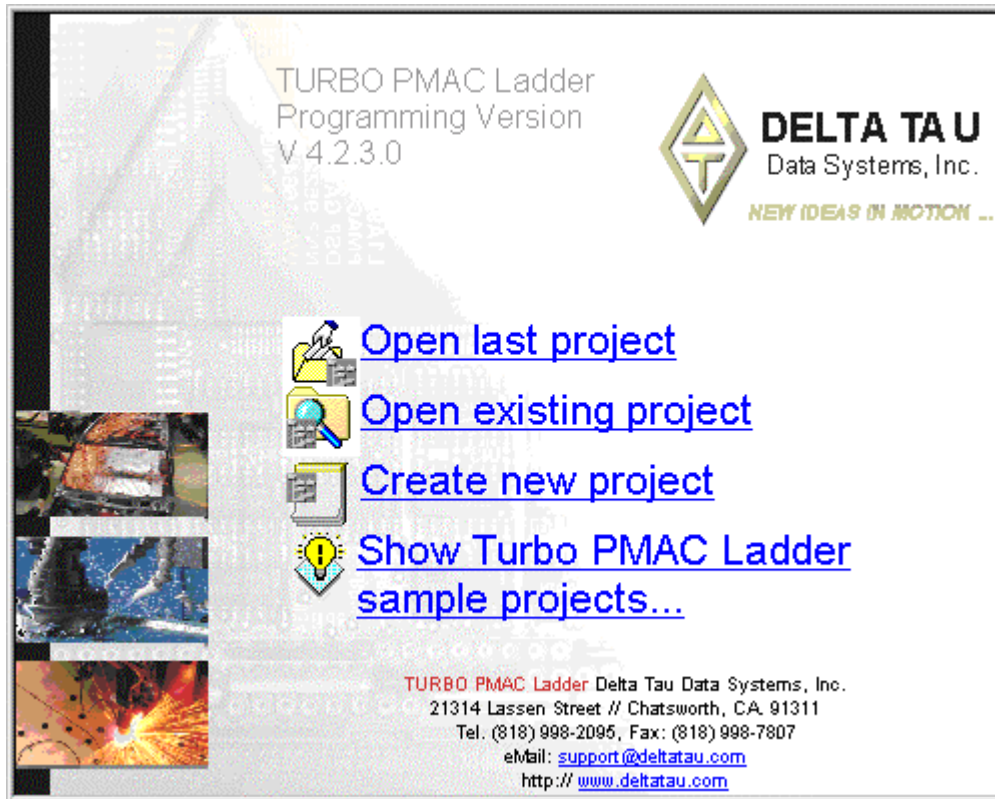 TURBO PMAC Ladder
Programming Version
V 4.2.3.0
DELTA TAU
Data Systems, Inc.
NEW IDEAS IN MOTION ...
Open last project
Open existing project
Create new project
Show Turbo PMAC Ladder
sample projects...
TURBO PMAC Ladder Delta Tau Data Systems, Inc.
21314 Lassen Street // Chatsworth, CA. 91311
Tel. (818) 998-2095, Fax: (818) 998-7807
eMail: support@deltatau.com
http:// www.deltatau.com